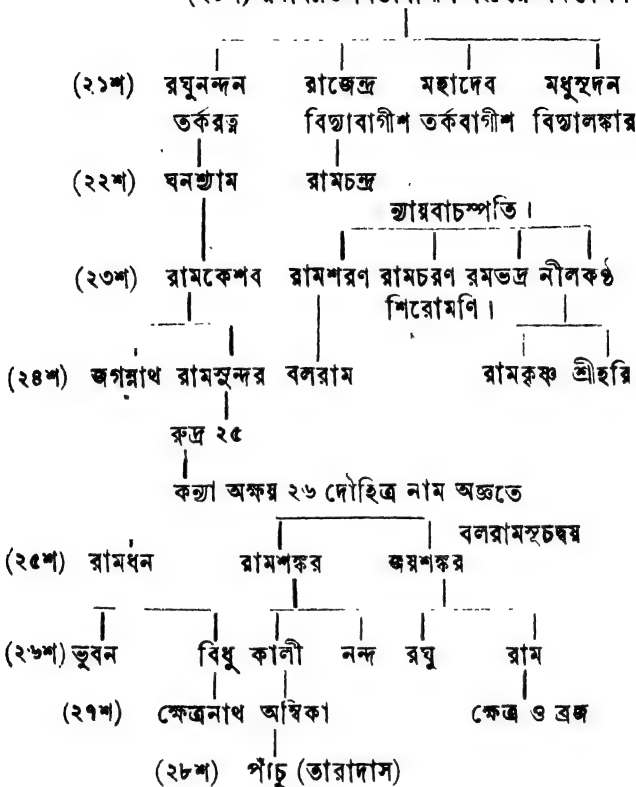 (২১শ) রঘুনন্দন রাজেন্দ্র মহাদেব মধুসূদন
তর্করত্ন বিদ্যাবাগীশ তর্কবাগীশ বিদ্যালঙ্কার
(২২শ) ঘনশ্যাম রামচন্দ্র
ন্যায়বাচস্পতি।
(২৩শ) রামকেশব রামশরণ রামচরণ রমভদ্র নীলকণ্ঠ
শিরোমণি।
(২৪শ) জগন্নাথ রামসুন্দর বলরাম রামকৃষ্ণ শ্রীহরি
রুদ্র ২৫
কন্যা অক্ষয় ২৬ দৌহিত্র নাম অজ্ঞতে
বলরামসূচদ্বয়
(২৫শ) রামধন রামশঙ্কর জয়শঙ্কর
(২৬শ) ভুবন বিধু কালী নন্দ রঘু রাম
(২৭শ) ক্ষেত্রনাথ অম্বিকা ক্ষেত্র ও ব্রজ
(২৮শ) পাঁচু (তারাদাস)